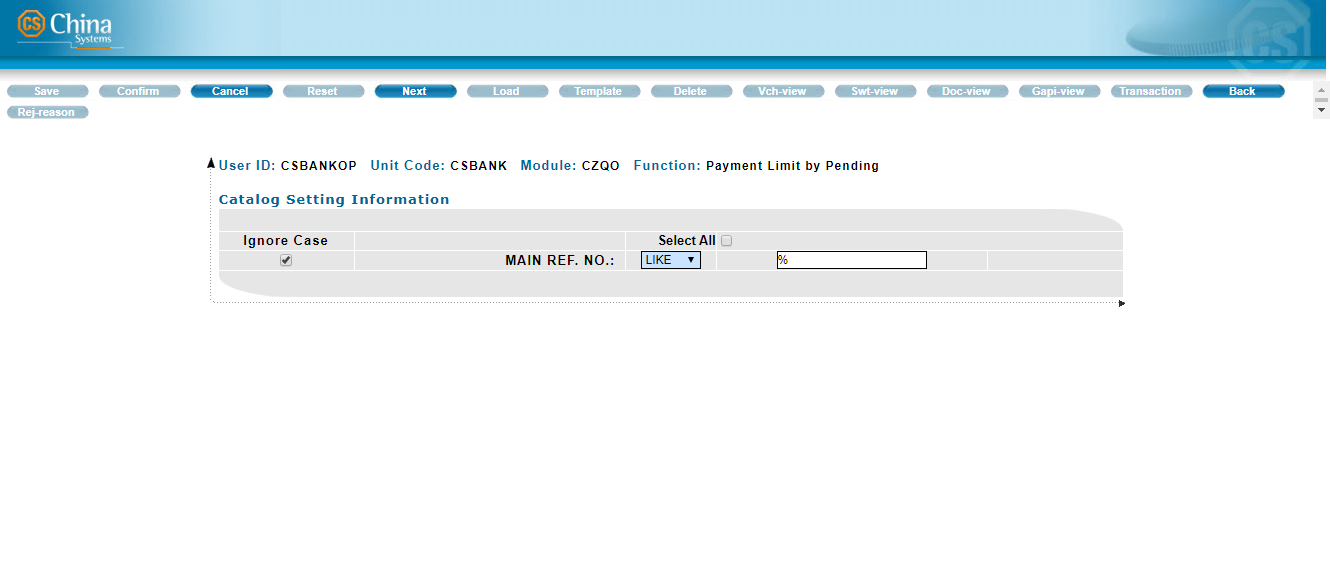 CS China
Systems
CS
Save Confirm Cancel Reset Next Load Template Delete Vch-view Swt-view Doc-view Gapi-view Transaction Back
Rej-reason
User ID: CSBANKOP Unit Code: CSBANK Module: CZQO Function: Payment Limit by Pending
Catalog Setting Information
Ignore Case Select All
MAIN REF. NO.: LIKE %